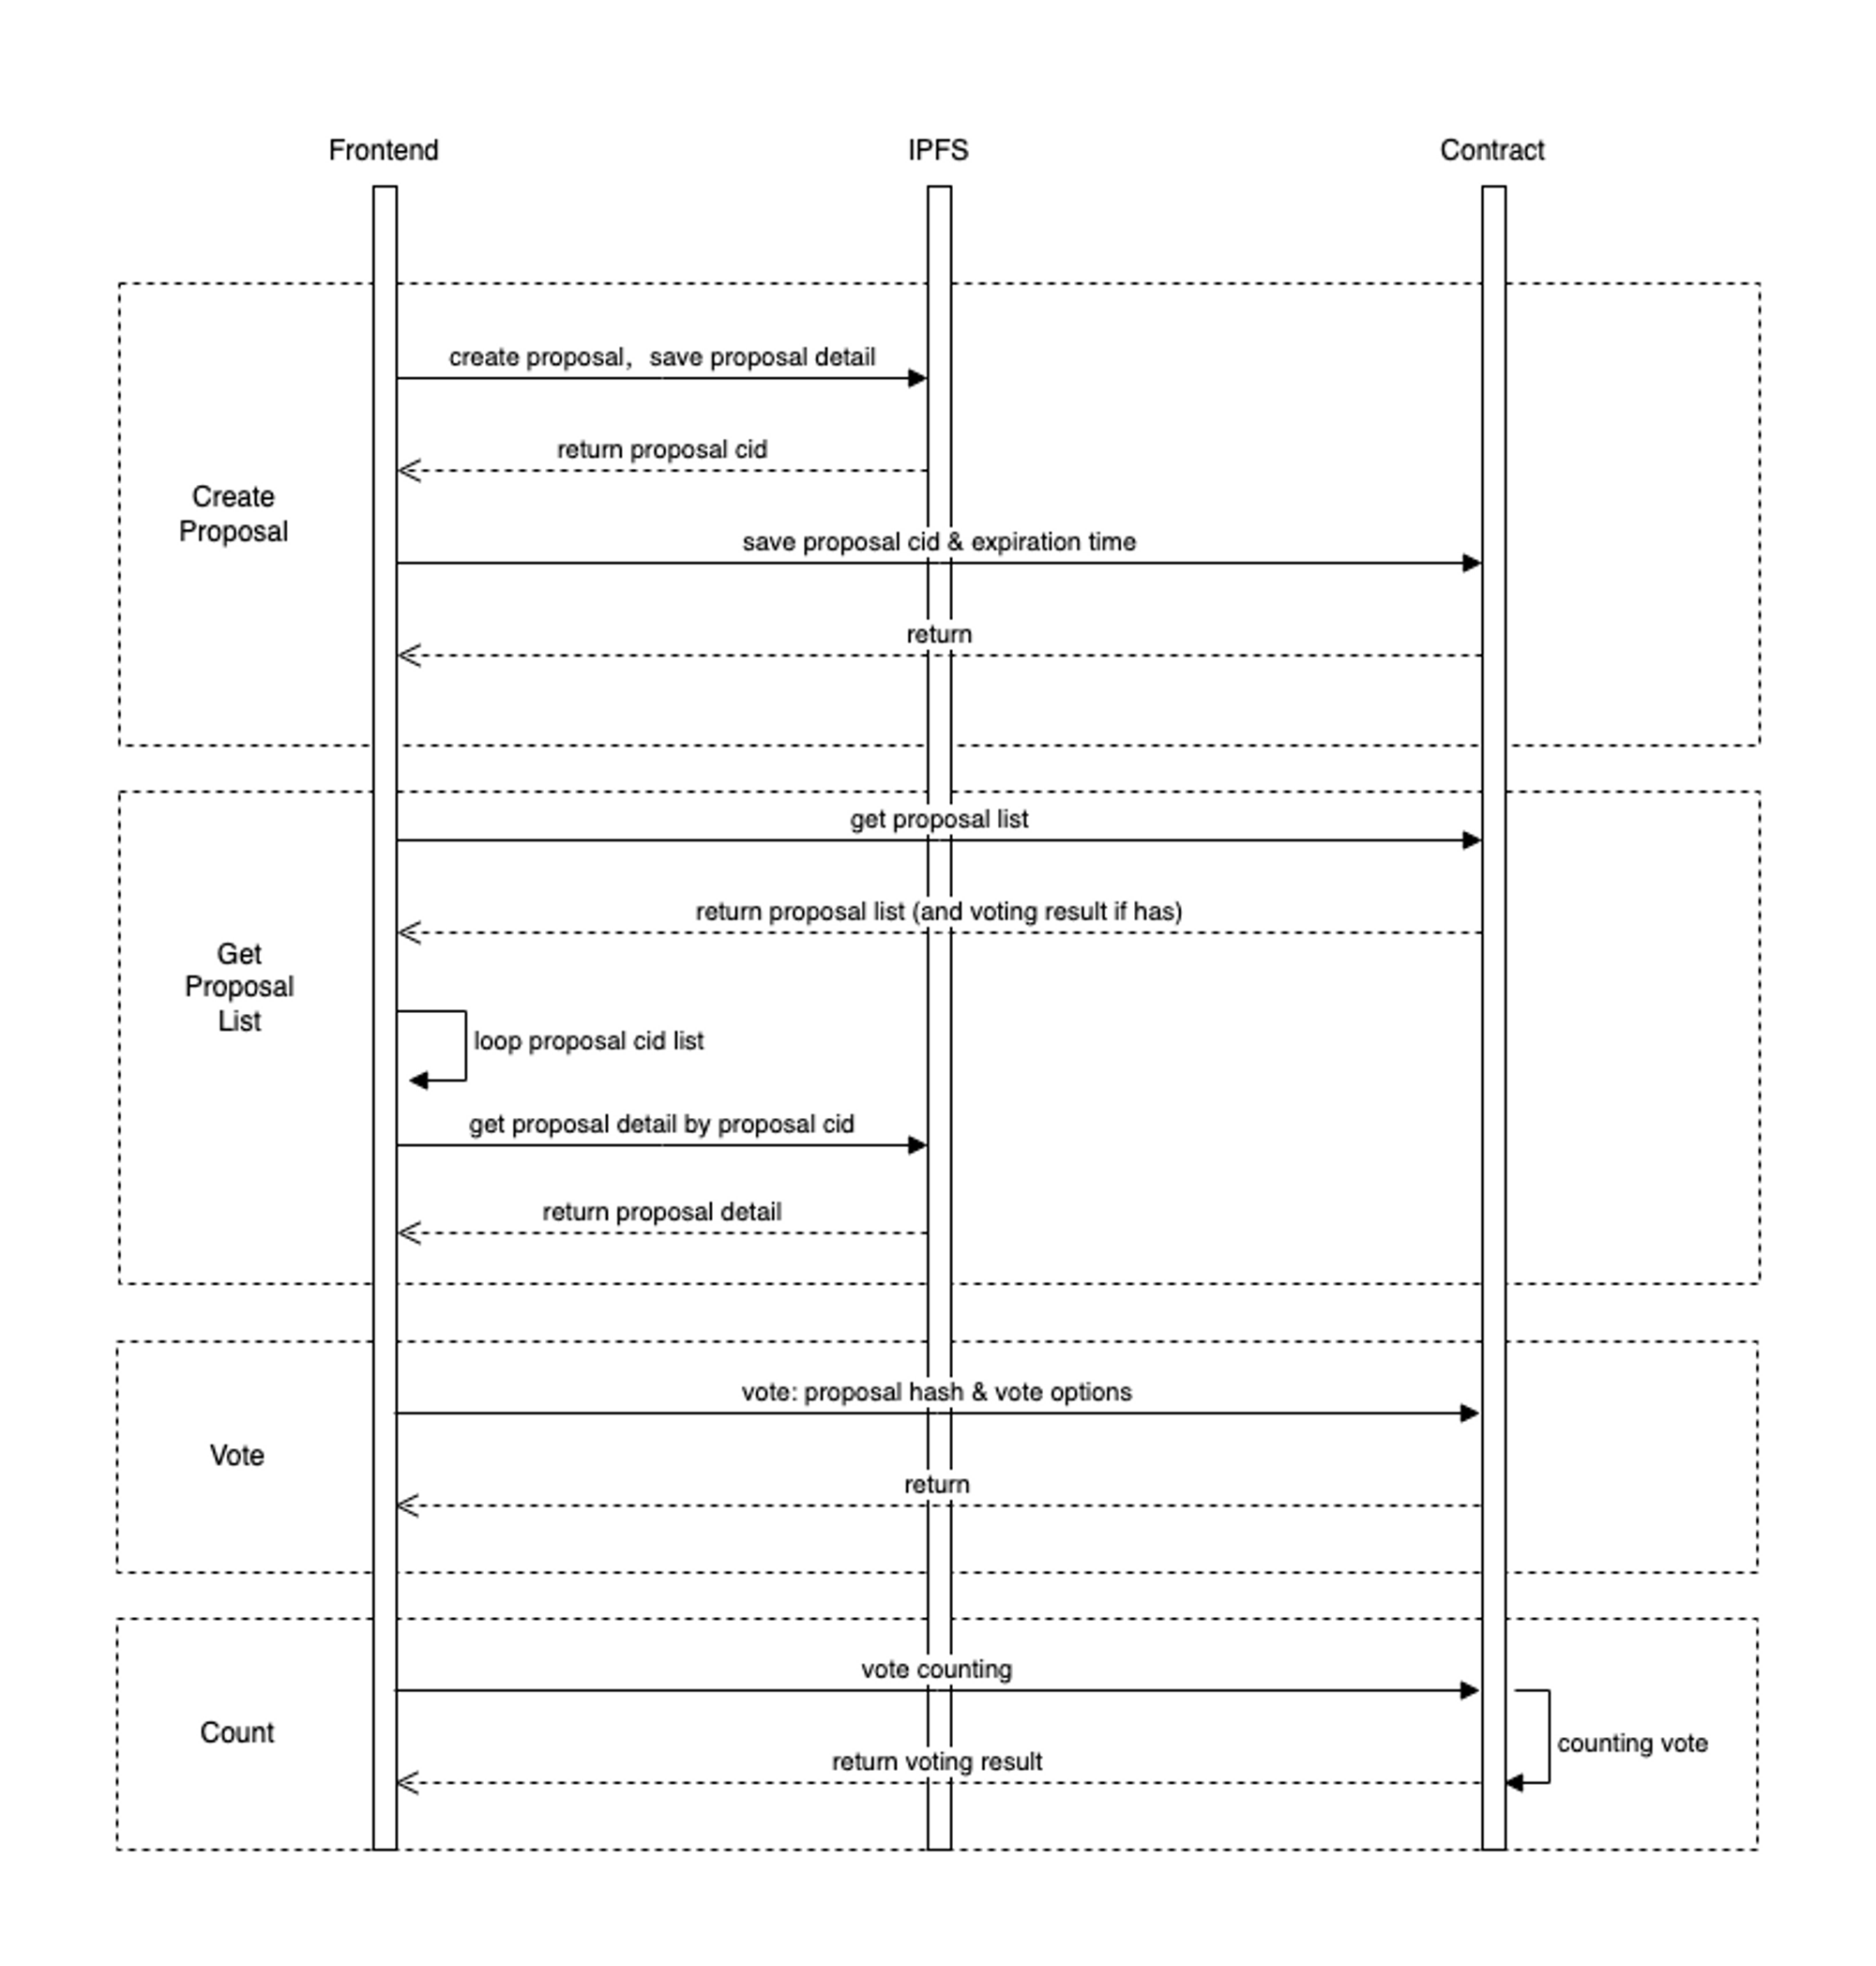 Frontend
IPFS
Contract
create proposal，save proposal detail
return proposal cid
Create
Proposal
save proposal cid & expiration time
return
get proposal list
return proposal list (and voting result if has)
Get
Proposal
List
loop proposal cid list
get proposal detail by proposal cid
return proposal detail
vote: proposal hash & vote options
Vote
return
vote counting
Count
counting vote
return voting result